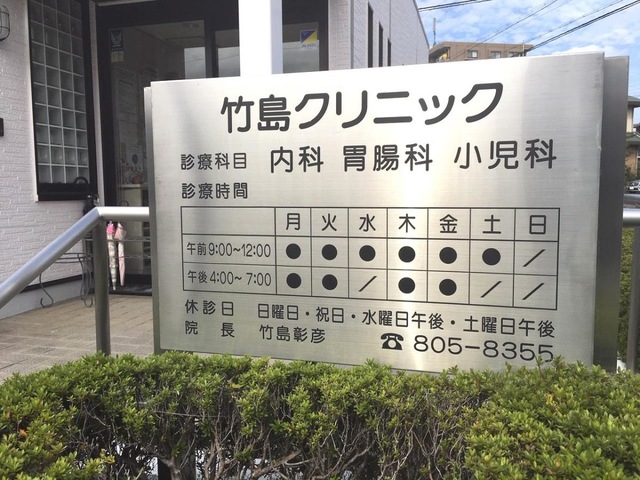 竹島クリニック
診療科目 内科 胃腸科 小児科
診療時間
月 火 水 木 金 土 日
午前9:00~12:00 ● ● ● ● ● ● /
午後4:00~7:00 ● ● / ● ● / /
休診日 日曜日・祝日・水曜日午後・土曜日午後
院長 竹島彰彦 ☎805-8355